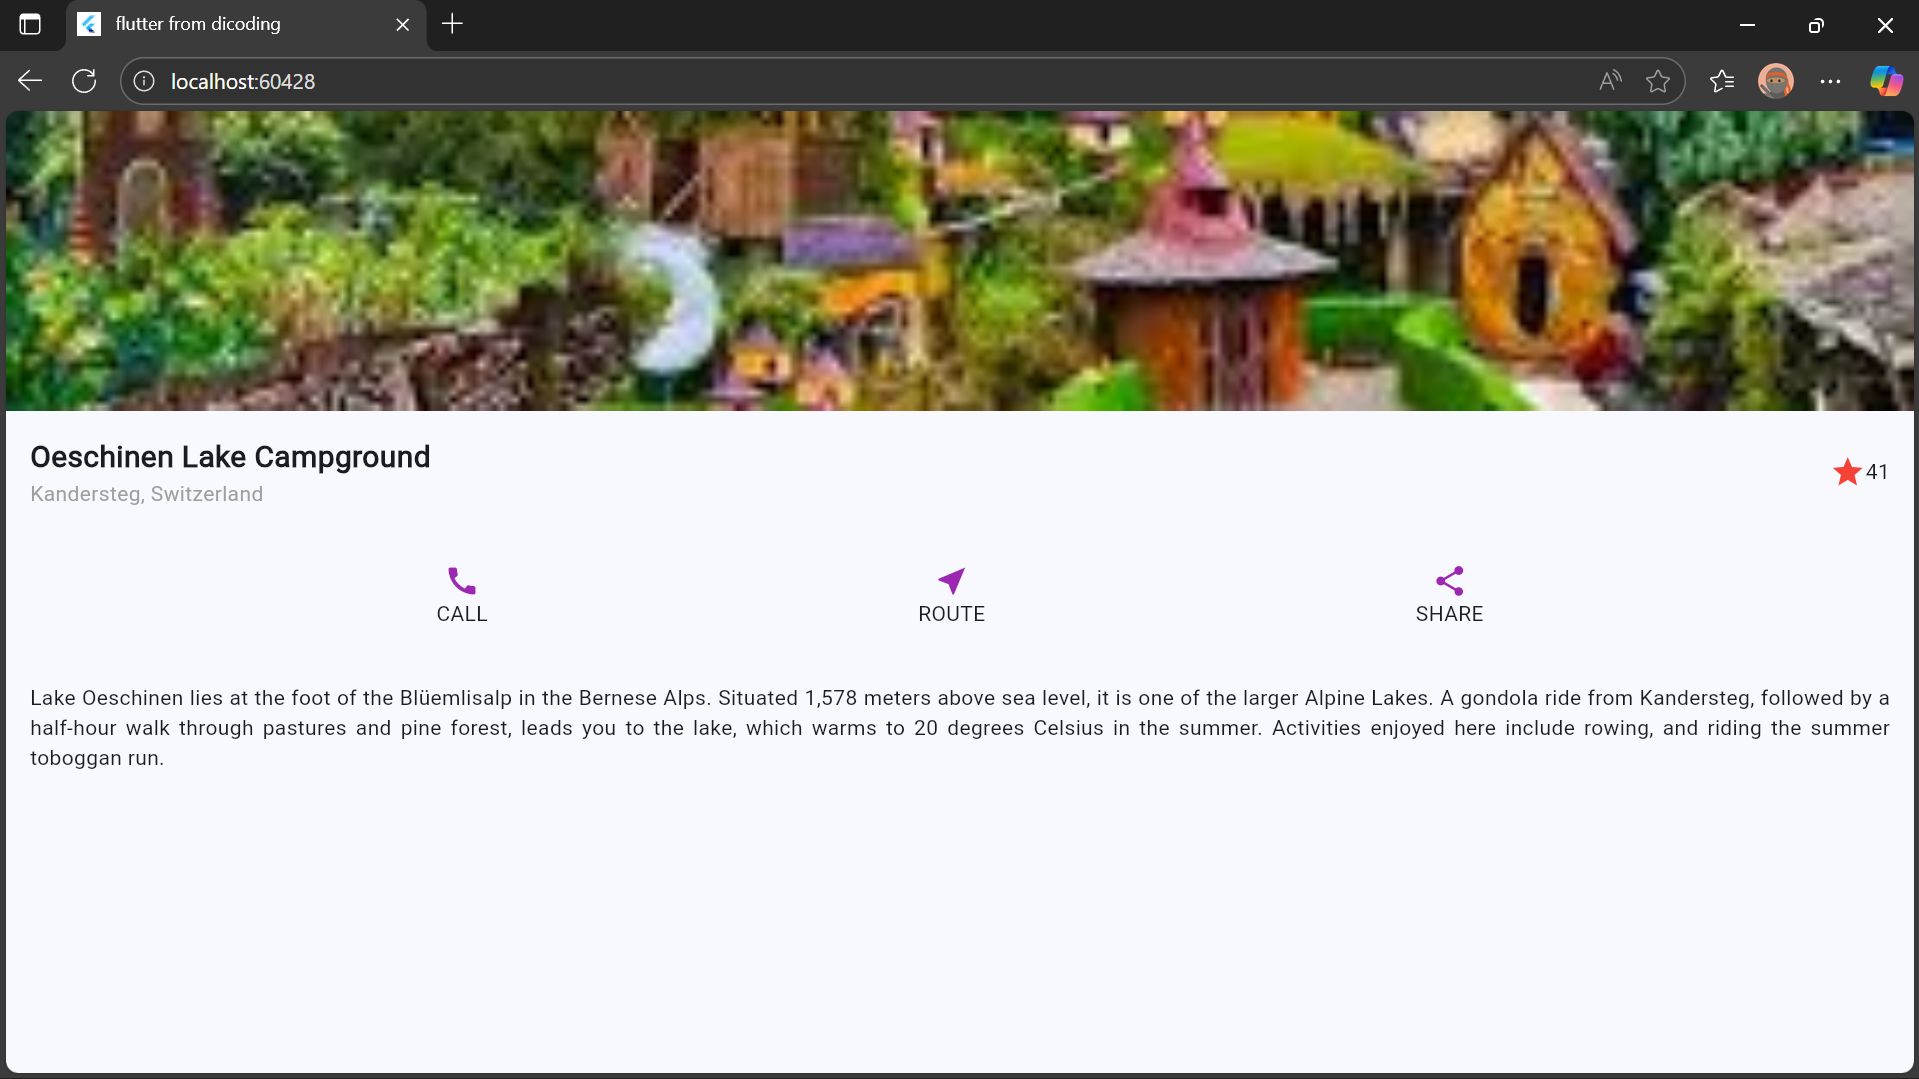 flutter from dicoding
localhost:60428
Oeschinen Lake Campground
Kandersteg, Switzerland
41
CALL
ROUTE
SHARE
Lake Oeschinen lies at the foot of the Blüemlisalp in the Bernese Alps. Situated 1,578 meters above sea level, it is one of the larger Alpine Lakes. A gondola ride from Kandersteg, followed by a
half-hour walk through pastures and pine forest, leads you to the lake, which warms to 20 degrees Celsius in the summer. Activities enjoyed here include rowing, and riding the summer
toboggan run.